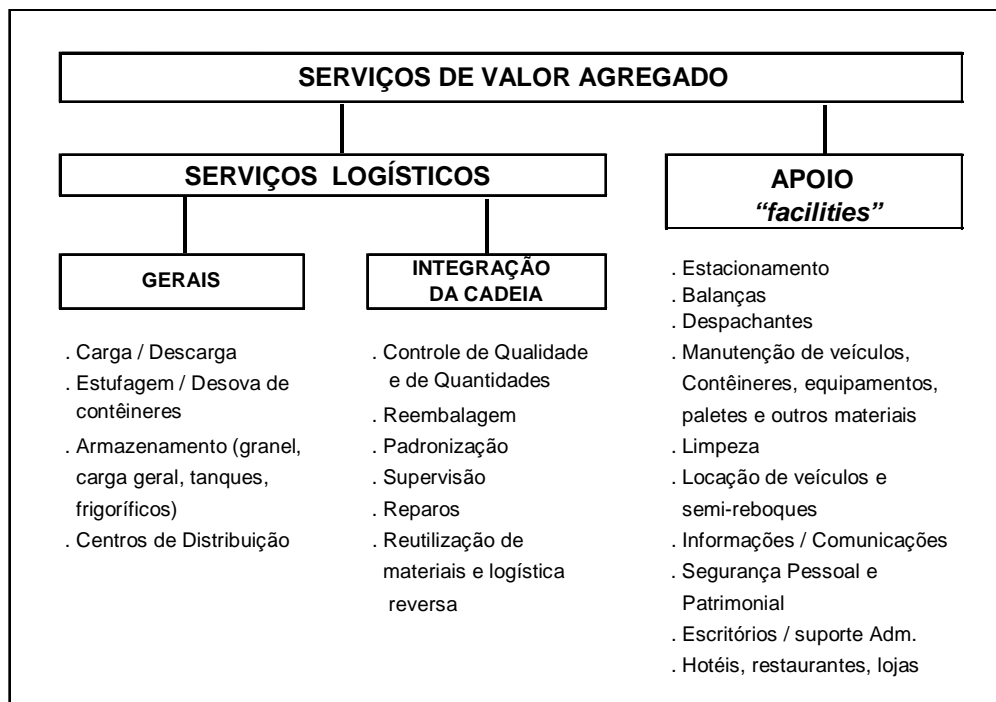 SERVIÇOS DE VALOR AGREGADO
SERVIÇOS LOGÍSTICOS
GERAIS
. Carga / Descarga
. Estufagem / Desova de
contêineres
. Armazenamento (granel,
carga geral, tanques,
frigoríficos)
. Centros de Distribuição
INTEGRAÇÃO
DA CADEIA
. Controle de Qualidade
e de Quantidades
. Reembalagem
. Padronização
. Supervisão
. Reparos
. Reutilização de
materiais e logística
reversa
APOIO
“facilities”
. Estacionamento
. Balanças
. Despachantes
. Manutenção de veículos,
Contêineres, equipamentos,
paletes e outros materiais
. Limpeza
. Locação de veículos e
semi-reboques
. Informações / Comunicações
. Segurança Pessoal e
Patrimonial
. Escritórios / suporte Adm.
. Hotéis, restaurantes, lojas